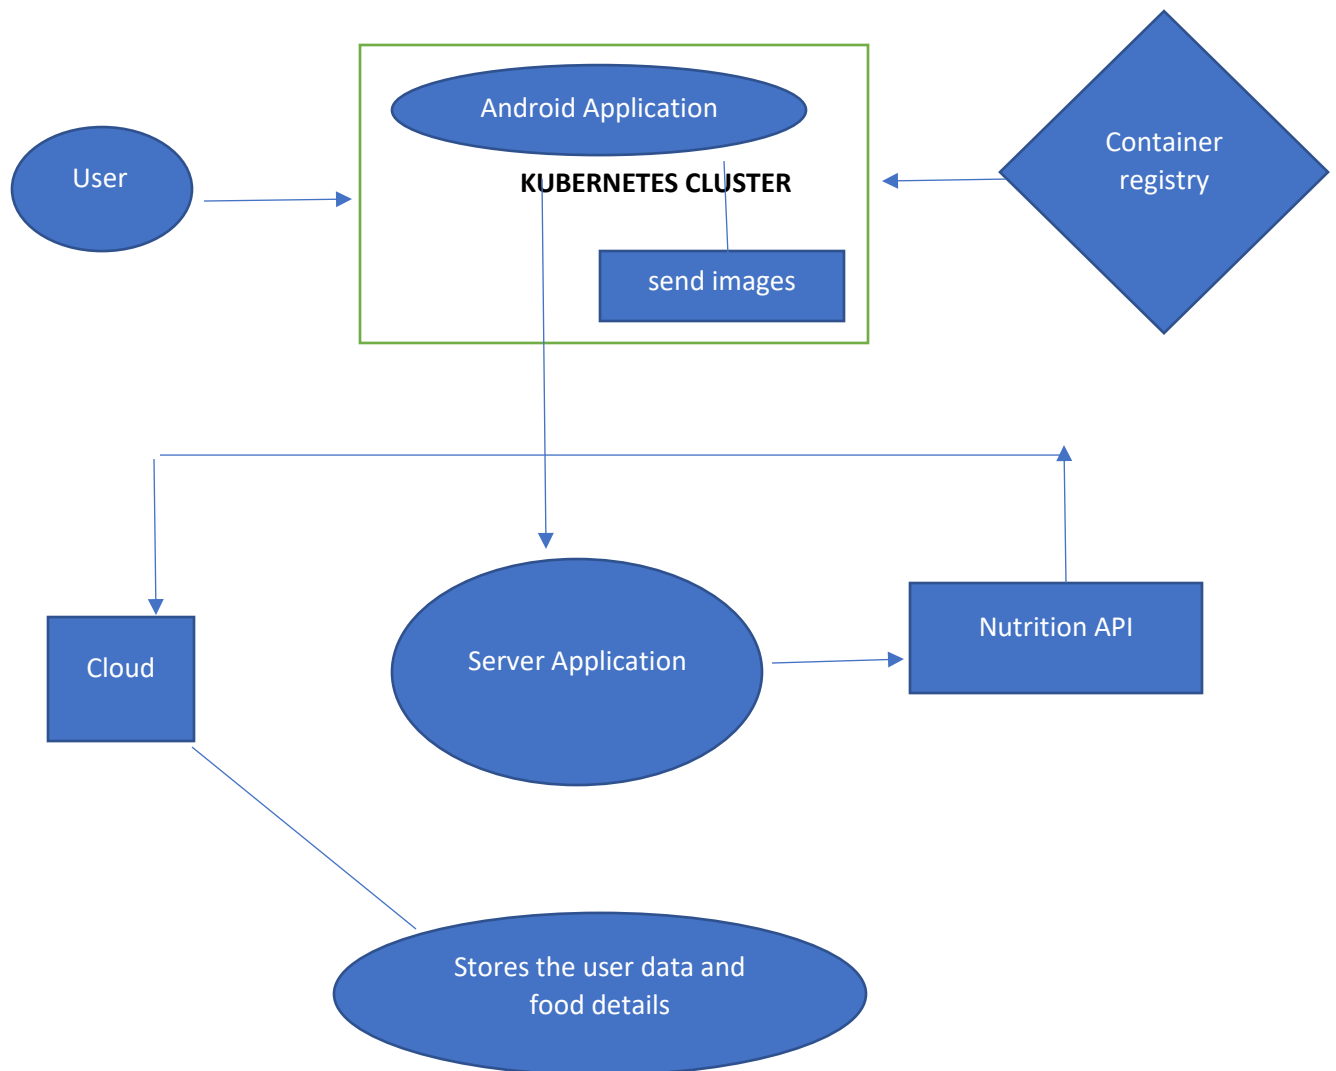 Android Application
User
Container
registry
KUBERNETES CLUSTER
send images
Cloud
Server Application
Nutrition API
Stores the user data and
food details